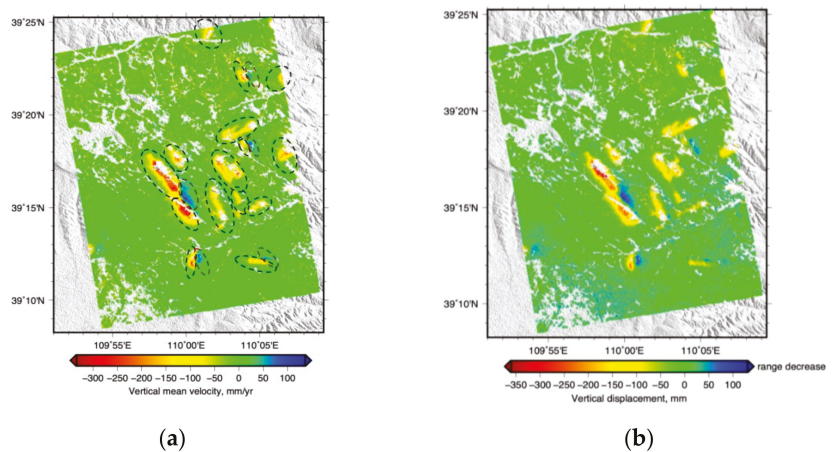 39˚25'N
39˚20'N
39˚15'N
39˚10'N
109˚55'E 110˚00'E 110˚05'E
−300 −250 −200 −150 −100 −50 0 50 100
Vertical mean velocity, mm/yr
(a)
39˚25'N
39˚20'N
39˚15'N
39˚10'N
109˚55'E 110˚00'E 110˚05'E
range decrease
−350 −300 −250 −200 −150 −100 −50 0 50 100
Vertical displacement, mm
(b)